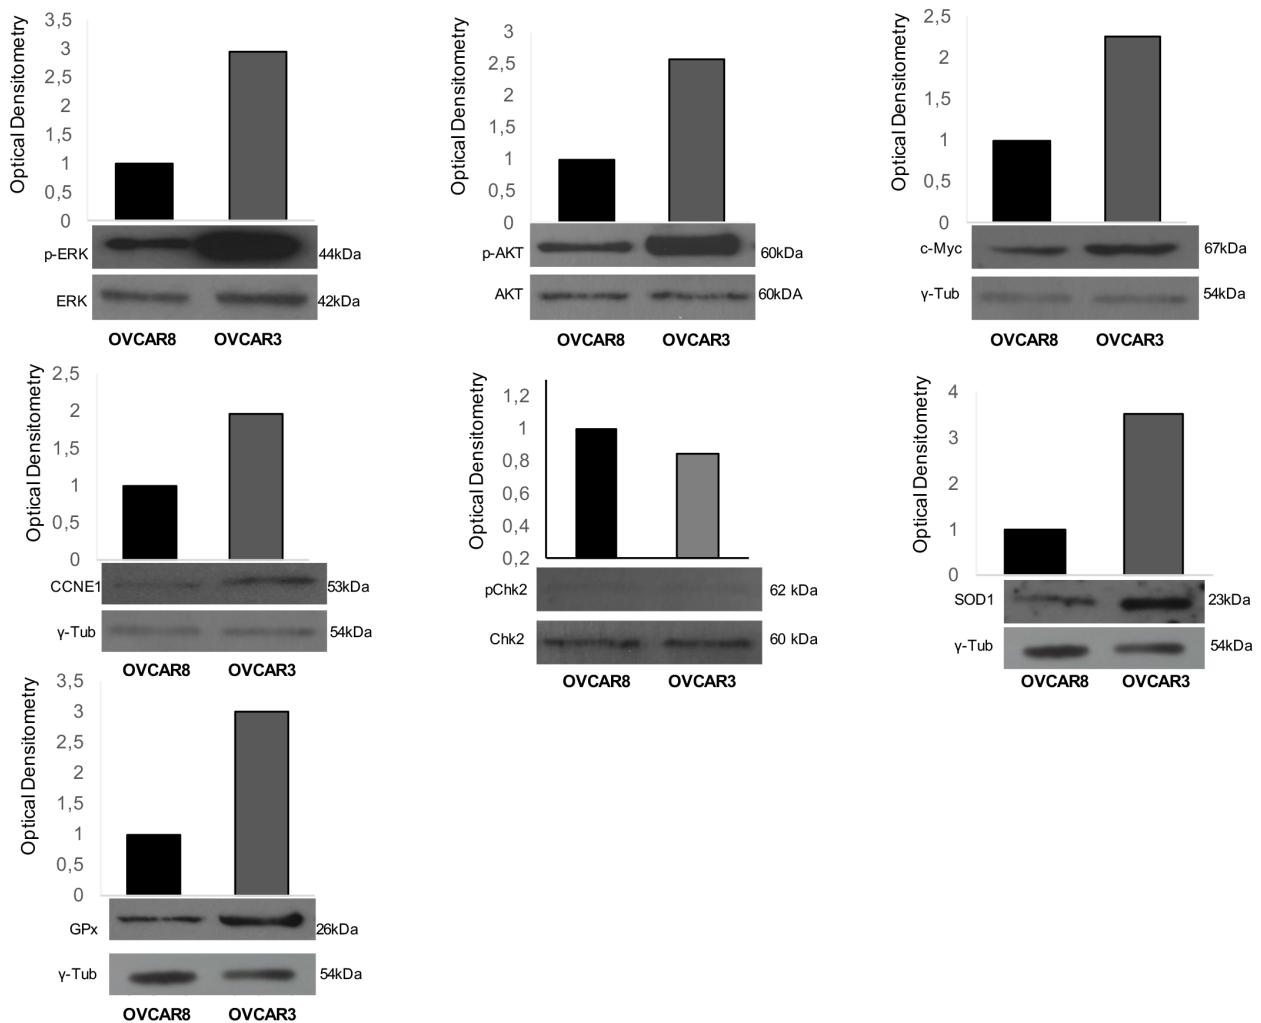 Optical Densitometry
3,5
3
2,5
2
1,5
1
0,5
0
p-ERK
44kDa
ERK
42kDa
OVCAR8 OVCAR3
Optical Densitometry
3
2,5
2
1,5
1
0,5
0
p-AKT
60kDa
AKT
60kDA
OVCAR8 OVCAR3
Optical Densitometry
2,5
2
1,5
1
0,5
0
c-Myc
67kDa
γ-Tub
54kDa
OVCAR8 OVCAR3
Optical Densitometry
2,5
2
1,5
1
0,5
0
CCNE1
53kDa
γ-Tub
54kDa
OVCAR8 OVCAR3
Optical Densitometry
1,2
1
0,8
0,6
0,4
0,2
pChk2
62 kDa
Chk2
60 kDa
OVCAR8 OVCAR3
Optical Densitometry
4
3
2
1
0
SOD1
23kDa
γ-Tub
54kDa
OVCAR8 OVCAR3
Optical Densitometry
3,5
3
2,5
2
1,5
1
0,5
0
GPx
26kDa
γ-Tub
54kDa
OVCAR8 OVCAR3